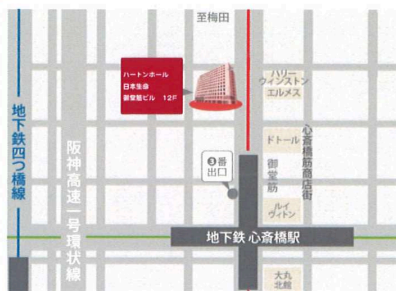 至梅田
ハートンホール
日本生命
御堂筋ビル 12F
ハリー
ウィンストン
エルメス
地下鉄四つ橋線
阪神高速一号環状線
ドトール
心斎橋筋商店街
御堂筋
❸番
出口
ルイ
ヴィトン
地下鉄 心斎橋駅
大丸
北館